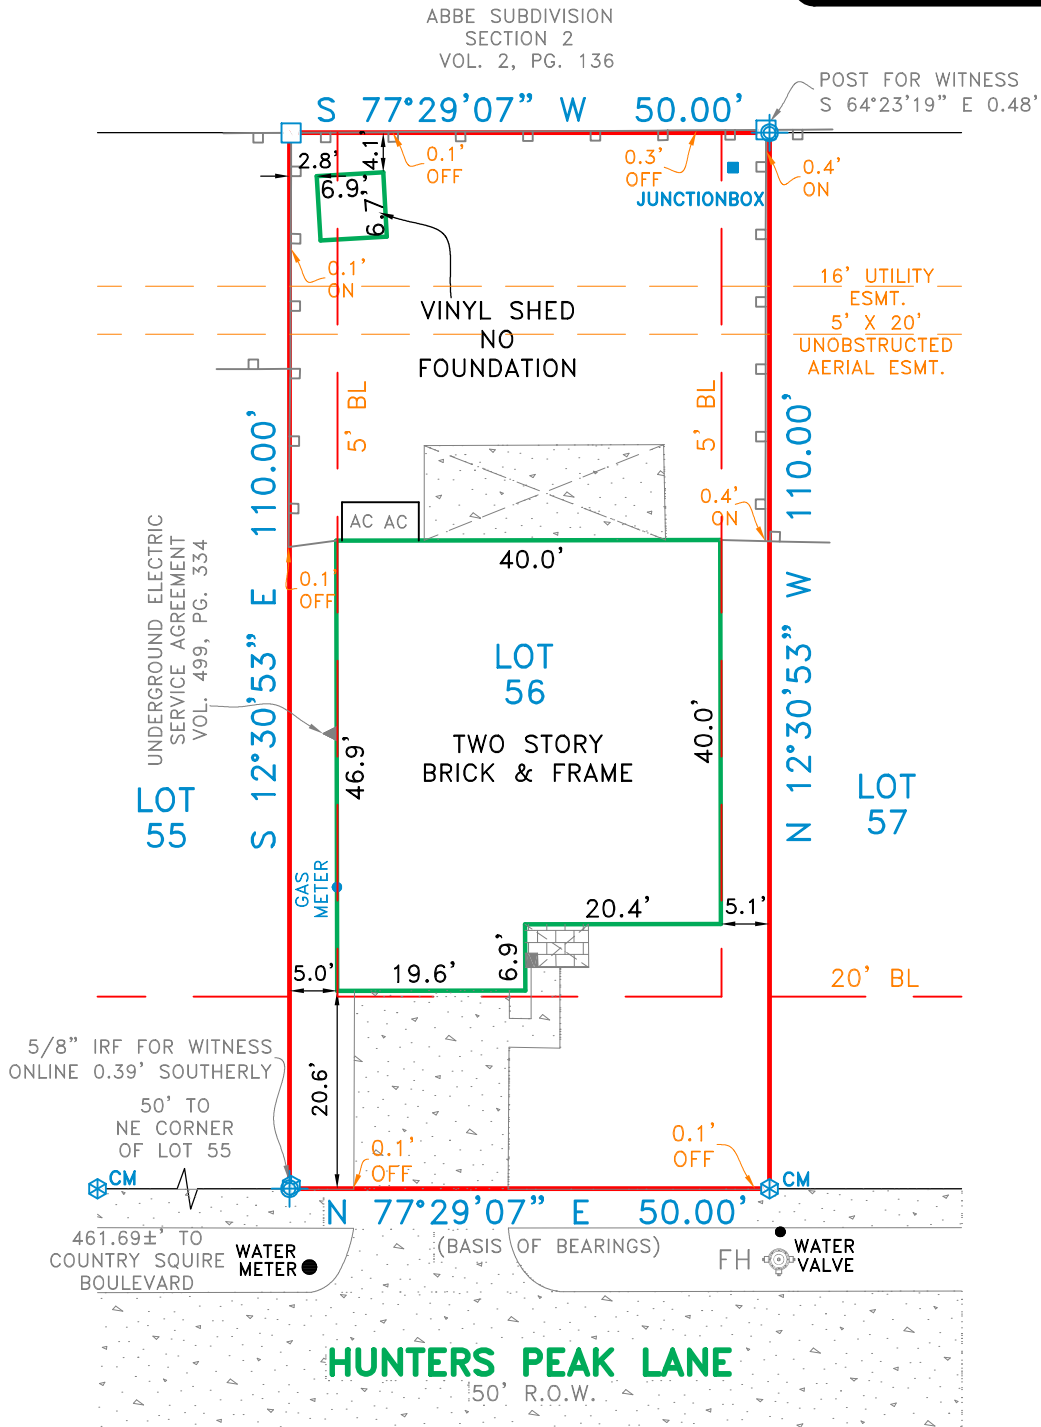 ABBE SUBDIVISION
SECTION 2
VOL. 2, PG. 136
POST FOR WITNESS
S 64°23'19" E 0.48'
S 77°29'07" W 50.00'
2.8'
4.1'
0.1'
OFF
0.3'
OFF
0.4'
ON
6.9'
6.7'
JUNCTIONBOX
0.1'
ON
VINYL SHED
NO
FOUNDATION
16' UTILITY
ESMT.
5' X 20'
UNOBSTRUCTED
AERIAL ESMT.
5' BL
5' BL
S 12°30'53" E 110.00'
N 12°30'53" W 110.00'
0.4'
ON
AC AC
40.0'
0.1'
OFF
UNDERGROUND ELECTRIC
SERVICE AGREEMENT
VOL. 499, PG. 334
LOT
56
TWO STORY
BRICK & FRAME
46.9'
40.0'
LOT
55
LOT
57
GAS
METER
20.4'
5.1'
6.9'
5.0'
19.6'
20' BL
5/8" IRF FOR WITNESS
ONLINE 0.39' SOUTHERLY
20.6'
50' TO
NE CORNER
OF LOT 55
0.1'
OFF
0.1'
OFF
CM
CM
N 77°29'07" E 50.00'
(BASIS OF BEARINGS)
461.69±' TO
COUNTRY SQUIRE
BOULEVARD
WATER
METER
FH
WATER
VALVE
HUNTERS PEAK LANE
50' R.O.W.